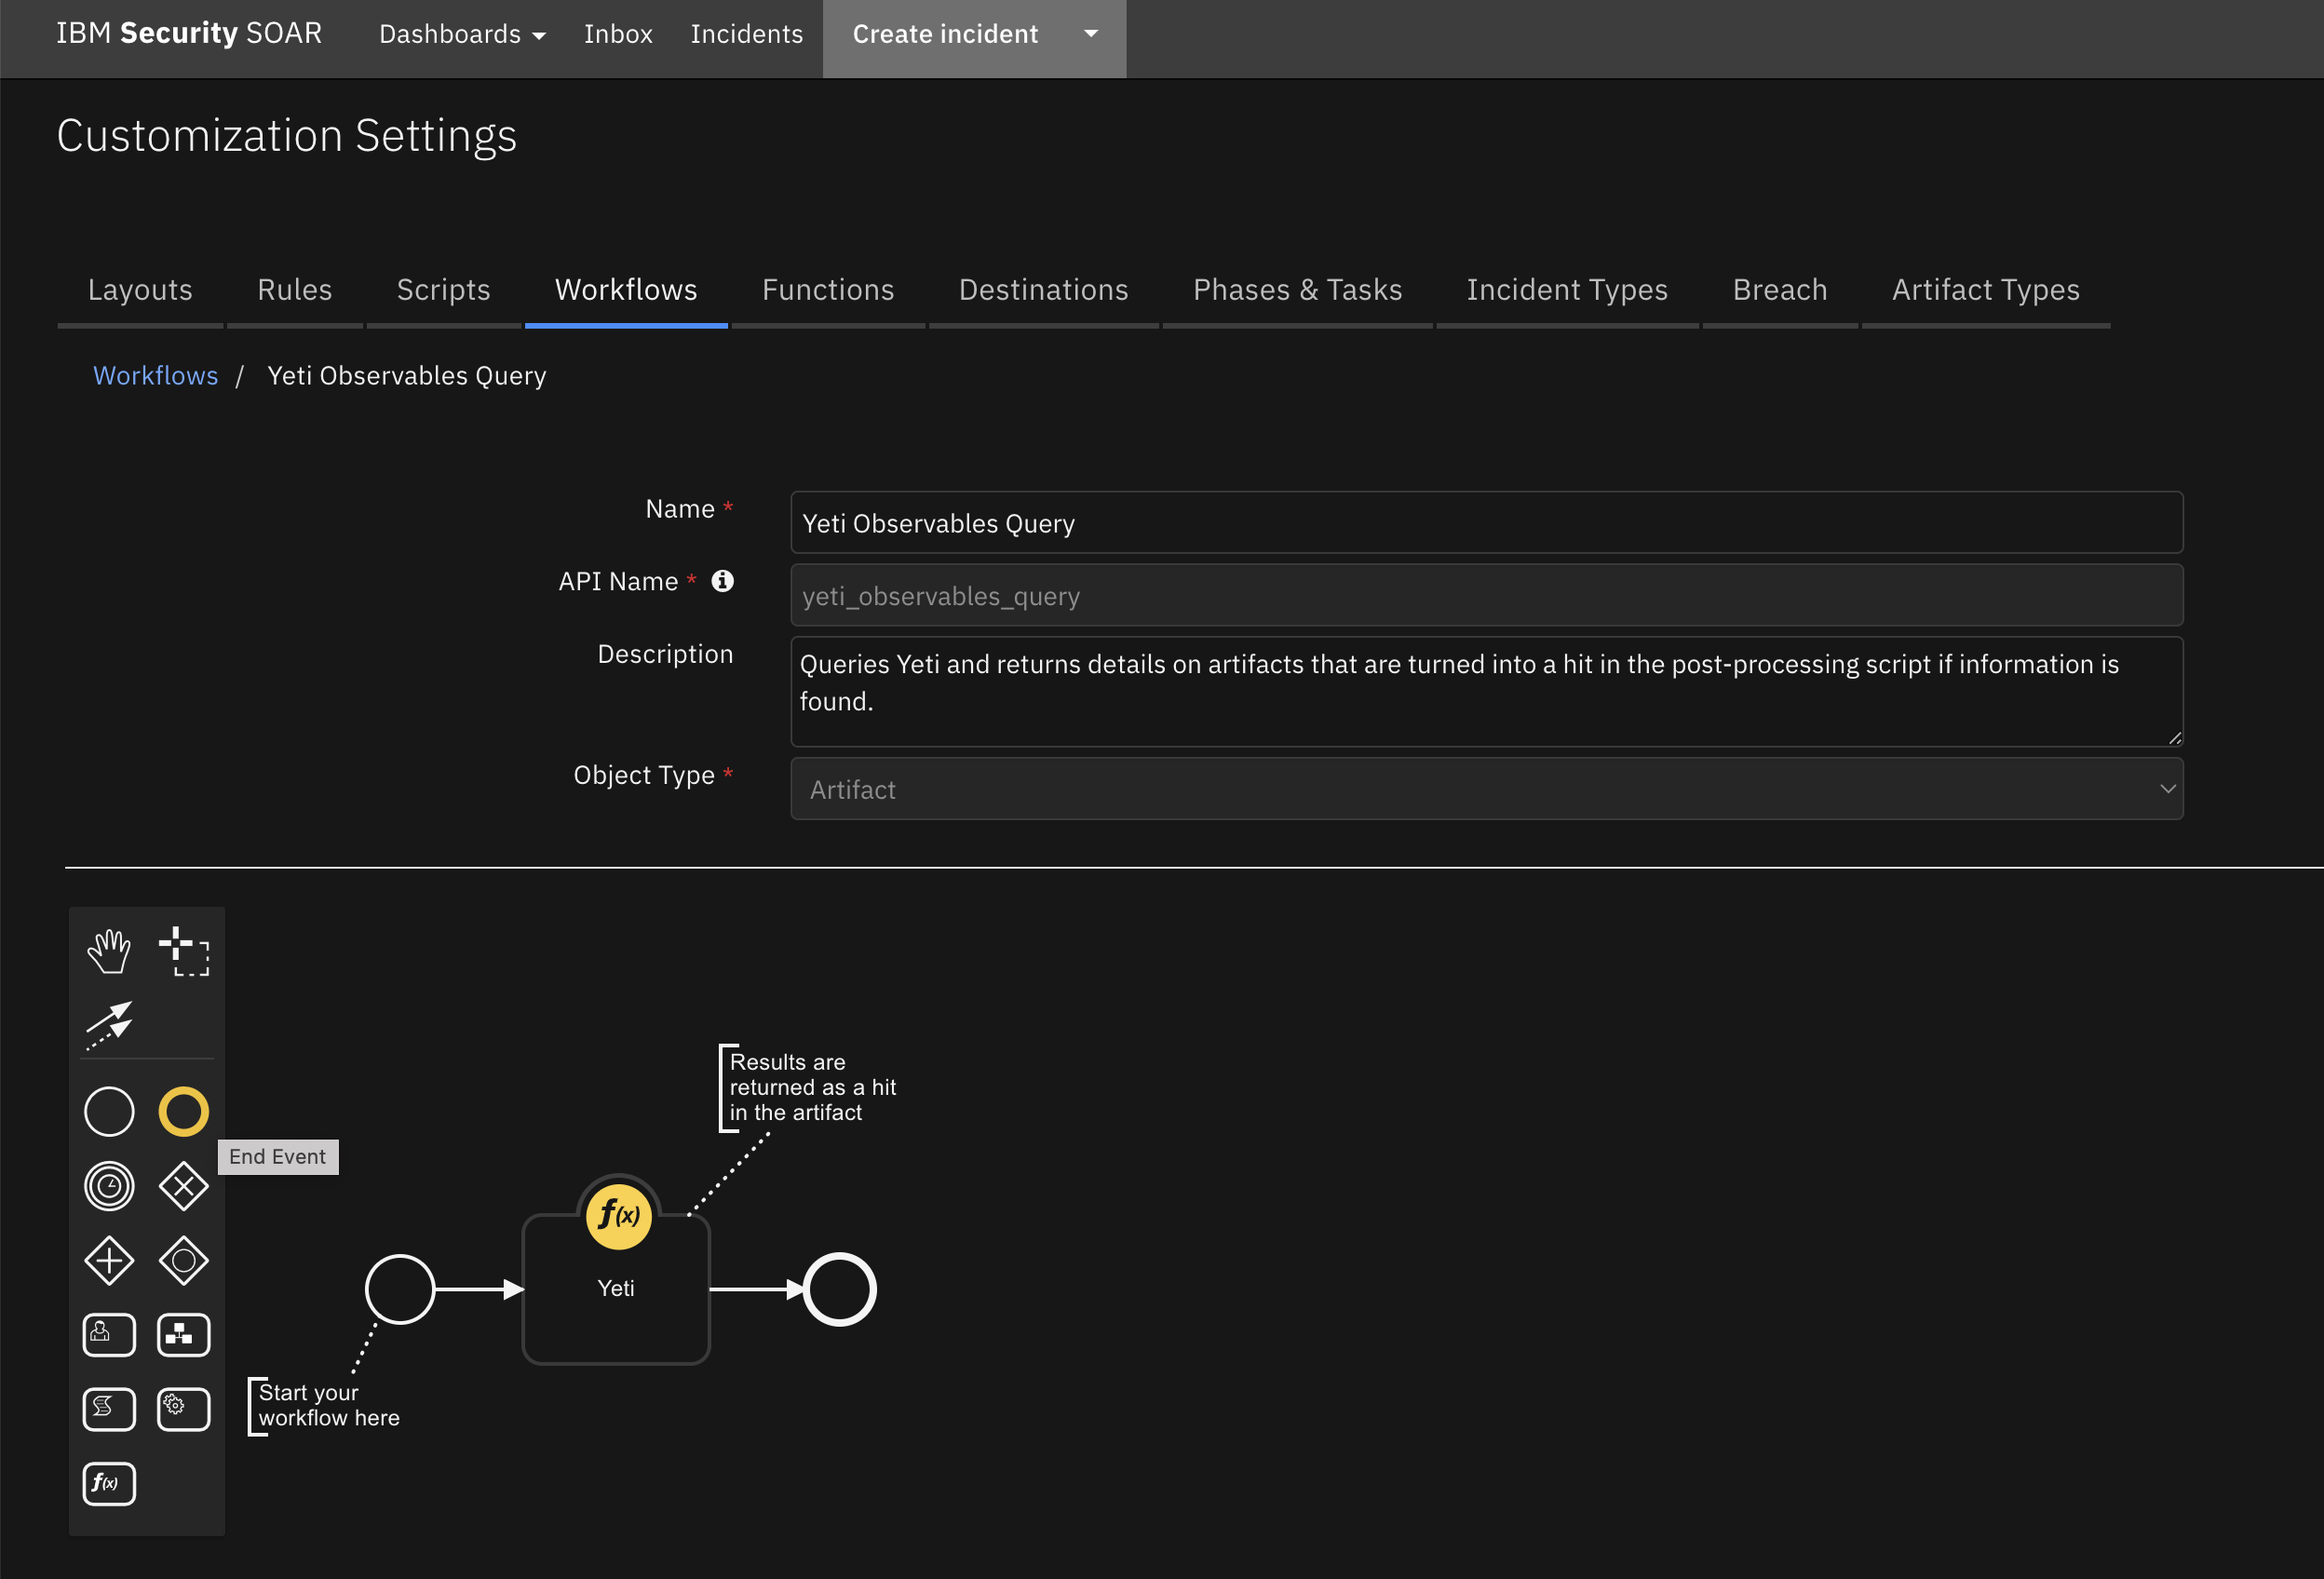 IBM Security SOAR Dashboards Inbox Incidents Create incident
Customization Settings
Layouts Rules Scripts Workflows Functions Destinations Phases & Tasks Incident Types Breach Artifact Types
Workflows / Yeti Observables Query
Name * Yeti Observables Query
API Name * yeti_observables_query
Description Queries Yeti and returns details on artifacts that are turned into a hit in the post-processing script if information is
found.
Object Type * Artifact
Results are
returned as a hit
in the artifact
End Event
f(x)
Yeti
Start your
workflow here
f(x)